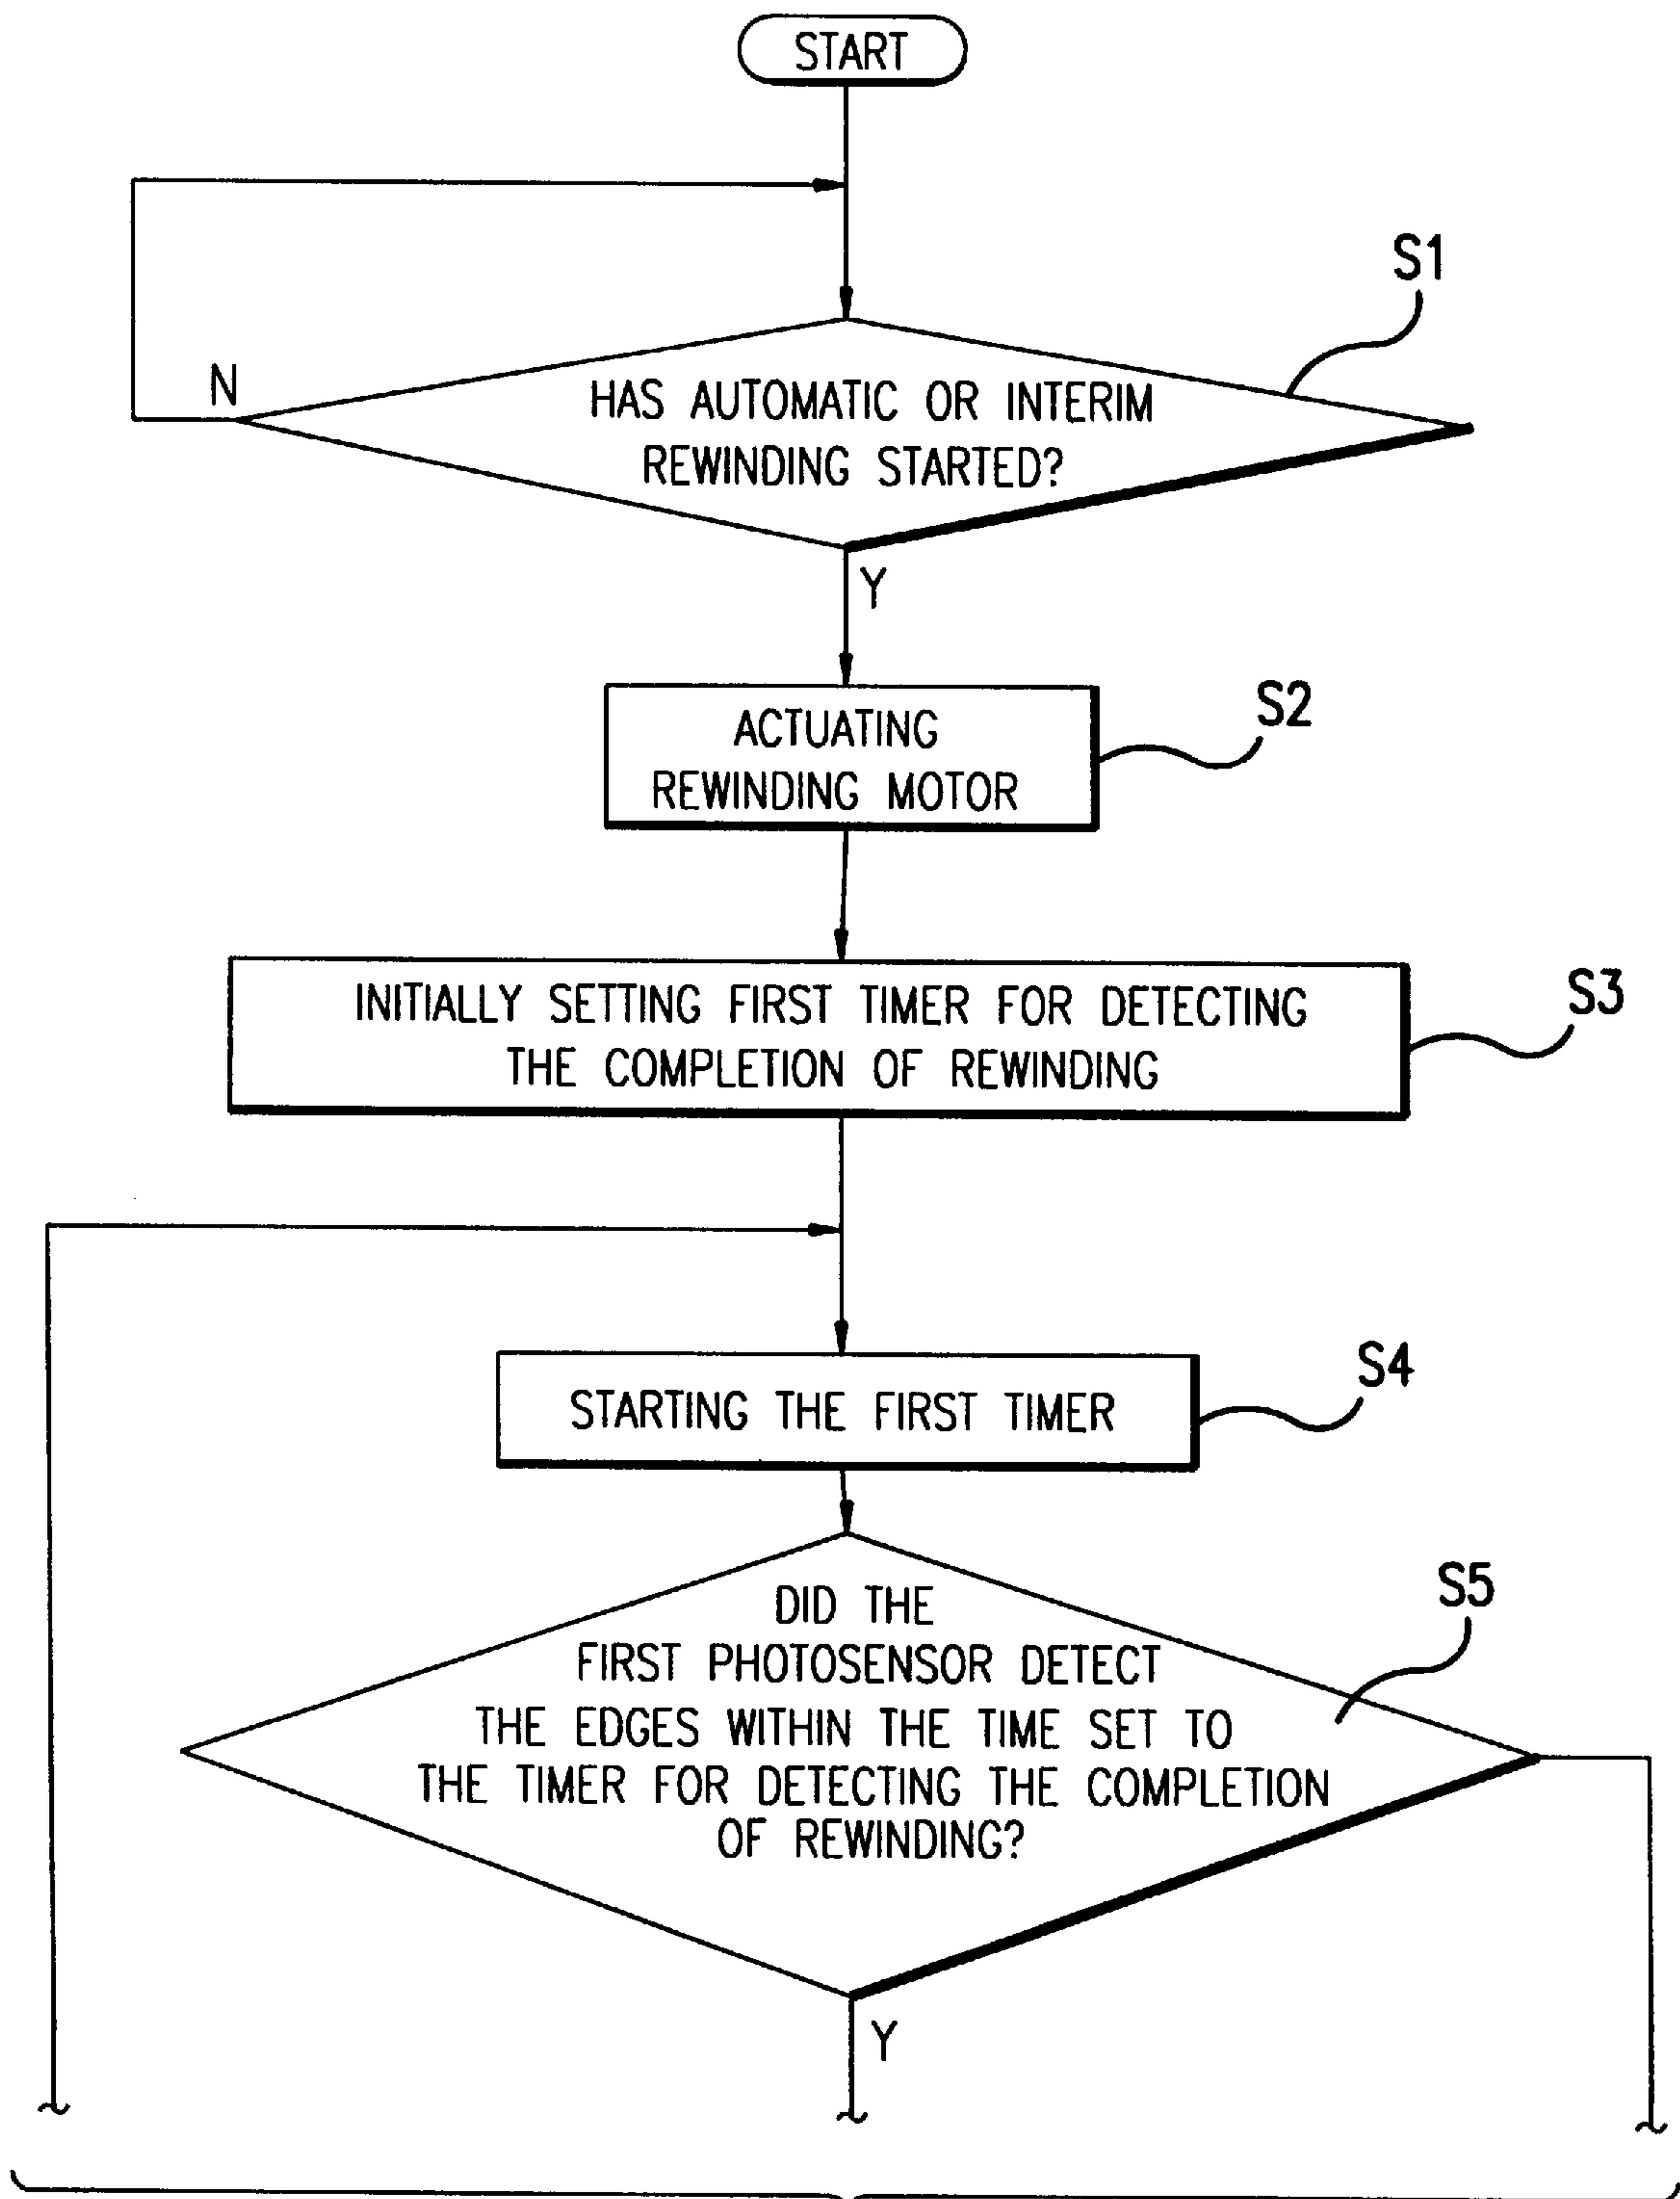 START
S1
N
HAS AUTOMATIC OR INTERIM
REWINDING STARTED?
Y
S2
ACTUATING
REWINDING MOTOR
S3
INITIALLY SETTING FIRST TIMER FOR DETECTING
THE COMPLETION OF REWINDING
S4
STARTING THE FIRST TIMER
S5
DID THE
FIRST PHOTOSENSOR DETECT
THE EDGES WITHIN THE TIME SET TO
THE TIMER FOR DETECTING THE COMPLETION
OF REWINDING?
Y